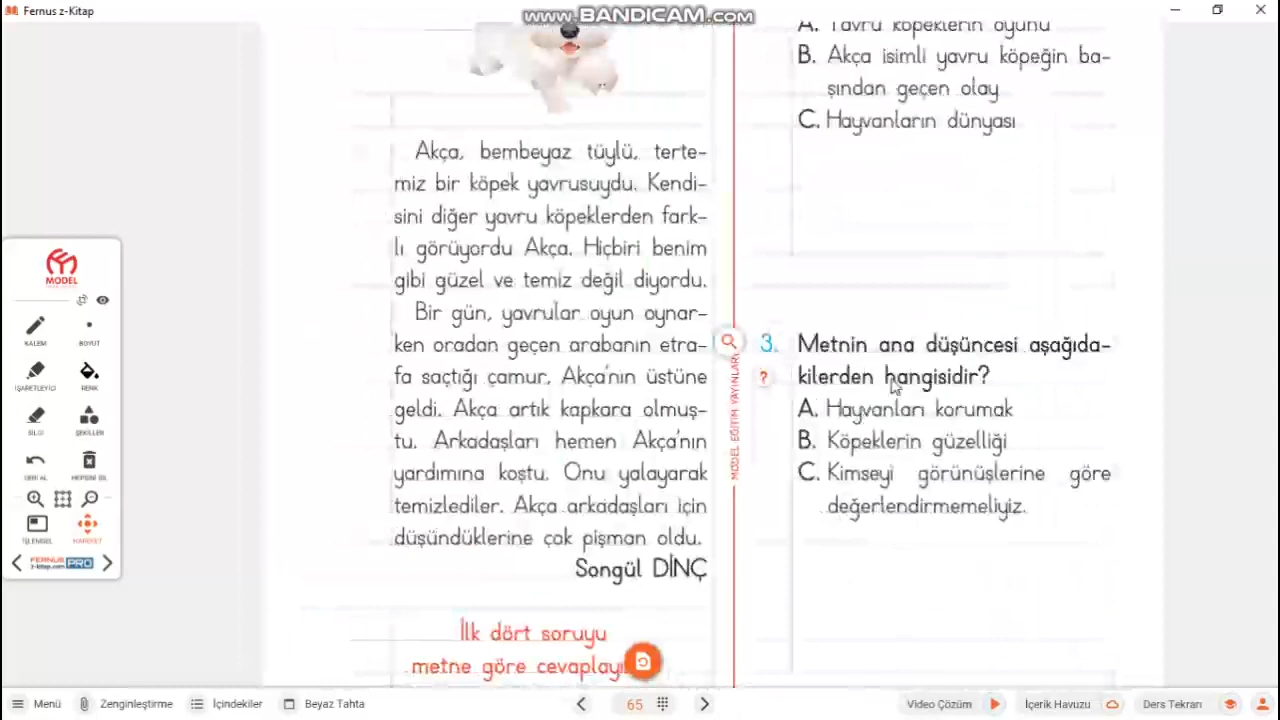 Fernus z-Kitap
www.BANDICAM.com
Akça, bembeyaz tüylü, terte-
miz bir köpek yavrusuydu. Kendi-
sini diğer yavru köpeklerden fark-
lı görüyordu Akça. Hiçbiri benim
gibi güzel ve temiz değil diyordu.
Bir gün, yavrular oyun oynar-
ken oradan geçen arabanın etra-
fa saçtığı çamur, Akça'nın üstüne
geldi. Akça artık kapkara olmuş-
tu. Arkadaşları hemen Akça'nın
yardımına koştu. Onu yalayarak
temizlediler. Akça arkadaşları için
düşündüklerine çok pişman oldu.
Songül DİNÇ
İlk dört soruyu
metne göre cevaplayı
MODEL EĞİTİM YAYINLARI
A. Yavru köpeklerin oyunu
B. Akça isimli yavru köpeğin ba-
şından geçen olay
C. Hayvanların dünyası
3. Metnin ana düşüncesi aşağıda-
kilerden hangisidir?
?
A. Hayvanları korumak
B. Köpeklerin güzelliği
C. Kimseyi görünüşlerine göre
değerlendirmemeliyiz.
MODEL
KALEM
BOYUT
İŞARETLEYİCİ
RENK
SİLGİ
ŞEKİLLER
GERİ AL
HEPSİNİ SİL
İŞLEMSEL
HAREKET
FERNUS
z-kitap.com
PRO
Menü
Zenginleştirme
İçindekiler
Beyaz Tahta
65
Video Çözüm
İçerik Havuzu
Ders Tekrarı